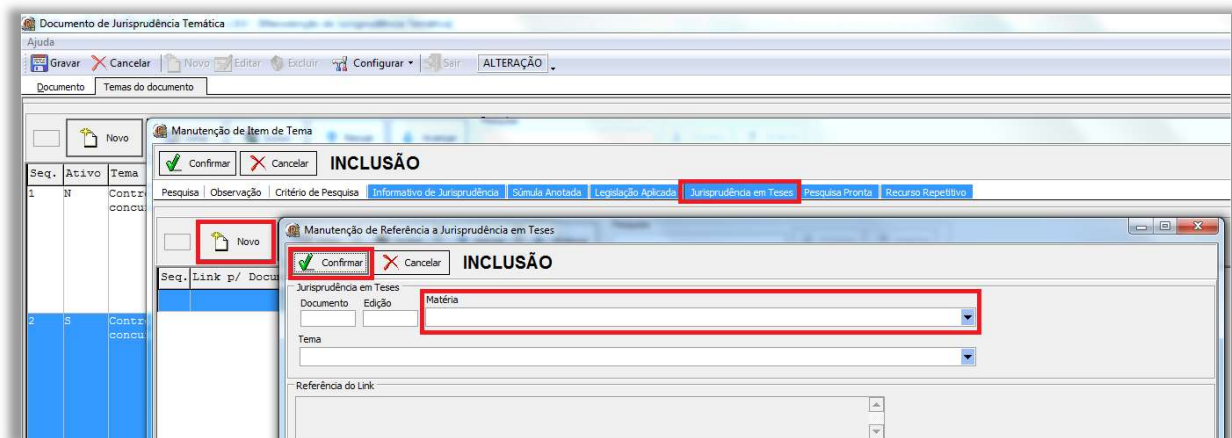 Documento de Jurisprudência Temática
Ajuda
Gravar Cancelar Novo Editar Excluir Configurar Sair ALTERAÇÃO
Documento Temas do documento
Novo
Manutenção de Item de Tema
Confirmar Cancelar INCLUSÃO
Seq. Ativo Tema
Pesquisa Observação Critério de Pesquisa Informativo de Jurisprudência Súmula Anotada Legislação Aplicada Jurisprudência em Teses Pesquisa Pronta Recurso Repetitivo
1 N Contr
concu
Novo
Manutenção de Referência a Jurisprudência em Teses
Confirmar Cancelar INCLUSÃO
Seq. Link p/ Docu
Jurisprudência em Teses
Documento Edição Matéria
2 S Contr
concu
Tema
Referência do Link